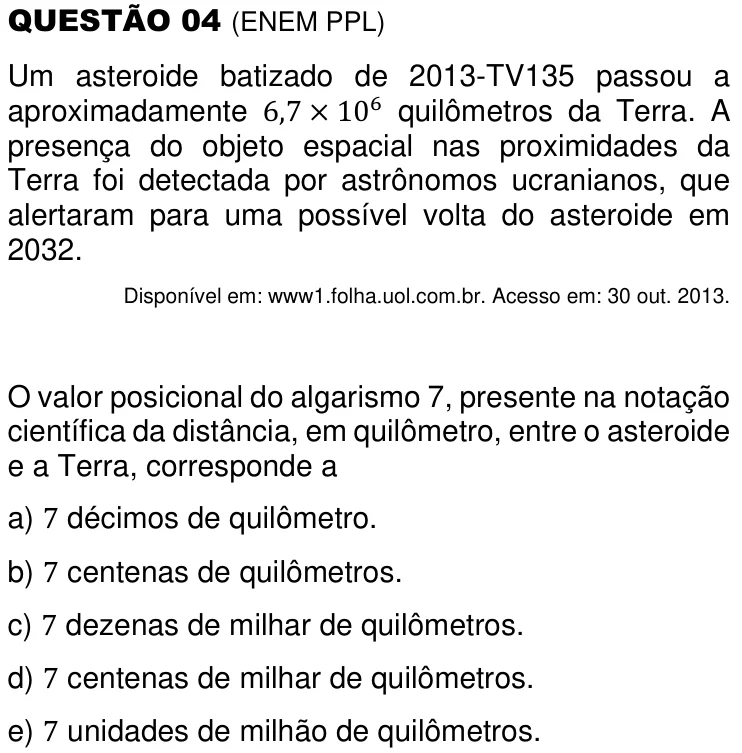 QUESTÃO 04 (ENEM PPL)
Um asteroide batizado de 2013-TV135 passou a
aproximadamente 6,7 × 10⁶ quilômetros da Terra. A
presença do objeto espacial nas proximidades da
Terra foi detectada por astrônomos ucranianos, que
alertaram para uma possível volta do asteroide em
2032.
Disponível em: www1.folha.uol.com.br. Acesso em: 30 out. 2013.
O valor posicional do algarismo 7, presente na notação
científica da distância, em quilômetro, entre o asteroide
e a Terra, corresponde a
a) 7 décimos de quilômetro.
b) 7 centenas de quilômetros.
c) 7 dezenas de milhar de quilômetros.
d) 7 centenas de milhar de quilômetros.
e) 7 unidades de milhão de quilômetros.